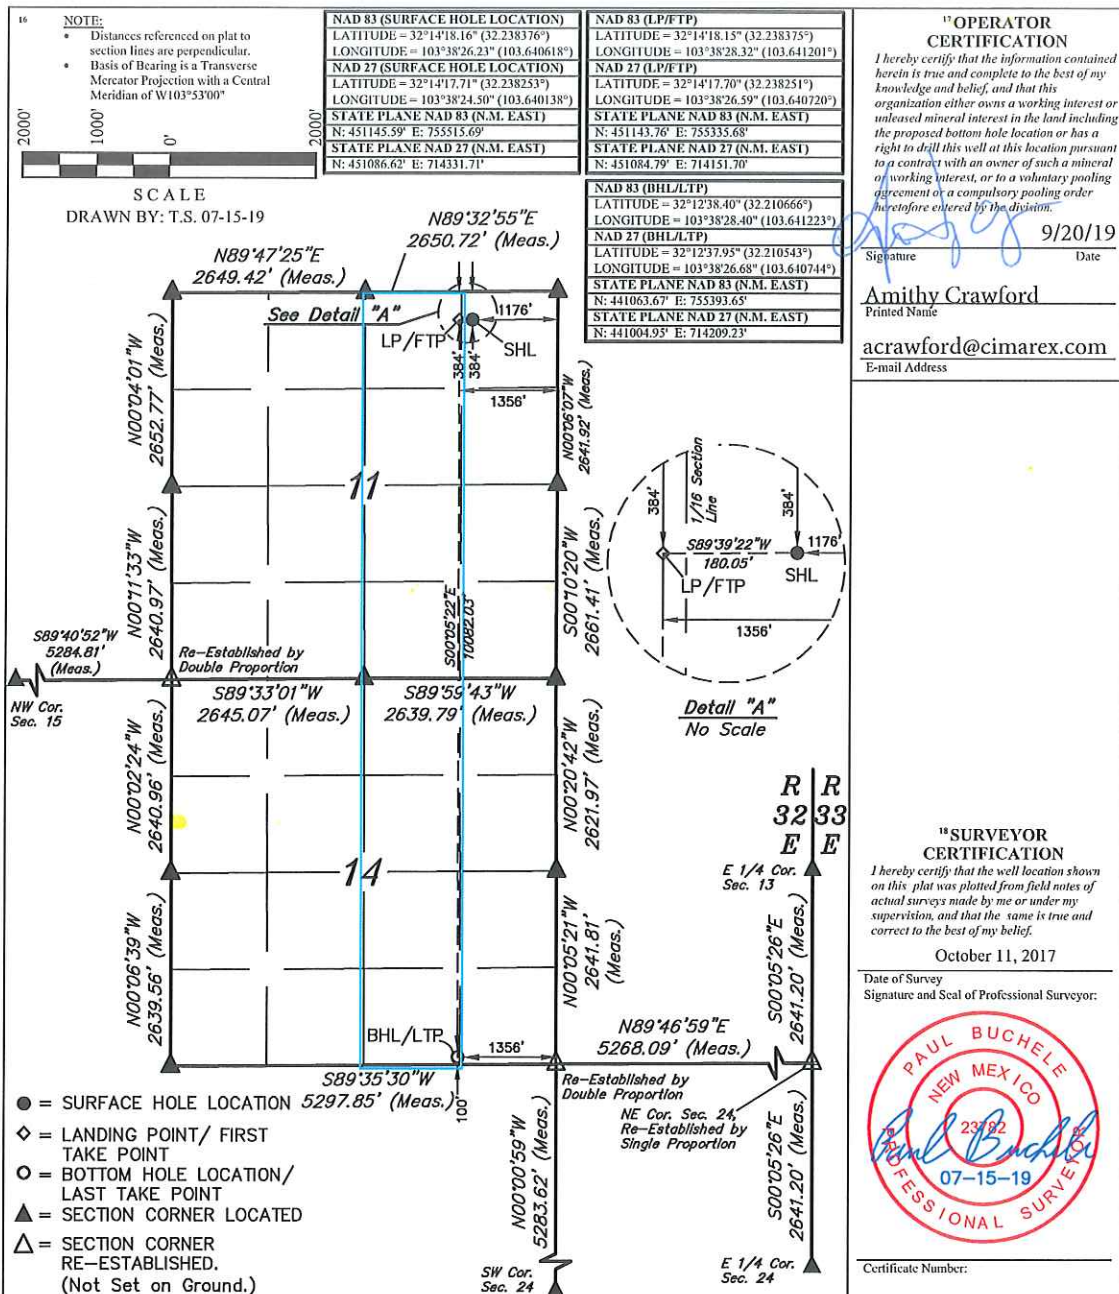 16
NOTE:
• Distances referenced on plat to
section lines are perpendicular.
• Basis of Bearing is a Transverse
Mercator Projection with a Central
Meridian of W103°53'00"
2000'
1000'
0'
2000'
SCALE
DRAWN BY: T.S. 07-15-19
NAD 83 (SURFACE HOLE LOCATION)
LATITUDE = 32°14'18.16" (32.238376°)
LONGITUDE = 103°38'26.23" (103.640618°)
NAD 27 (SURFACE HOLE LOCATION)
LATITUDE = 32°14'17.71" (32.238253°)
LONGITUDE = 103°38'24.50" (103.640138°)
STATE PLANE NAD 83 (N.M. EAST)
N: 451145.59' E: 755515.69'
STATE PLANE NAD 27 (N.M. EAST)
N: 451086.62' E: 714331.71'
NAD 83 (LP/FTP)
LATITUDE = 32°14'18.15" (32.238375°)
LONGITUDE = 103°38'28.32" (103.641201°)
NAD 27 (LP/FTP)
LATITUDE = 32°14'17.70" (32.238251°)
LONGITUDE = 103°38'26.59" (103.640720°)
STATE PLANE NAD 83 (N.M. EAST)
N: 451143.76' E: 755335.68'
STATE PLANE NAD 27 (N.M. EAST)
N: 451084.79' E: 714151.70'
NAD 83 (BHL/LTP)
LATITUDE = 32°12'38.40" (32.210666°)
LONGITUDE = 103°38'28.40" (103.641223°)
NAD 27 (BHL/LTP)
LATITUDE = 32°12'37.95" (32.210543°)
LONGITUDE = 103°38'26.68" (103.640744°)
STATE PLANE NAD 83 (N.M. EAST)
N: 441063.67' E: 755393.65'
STATE PLANE NAD 27 (N.M. EAST)
N: 441004.95' E: 714209.23'
N89°32'55"E
2650.72' (Meas.)
N89°47'25"E
2649.42' (Meas.)
See Detail "A"
LP/FTP
SHL
1176'
384'
384'
1356'
N00°04'01"W
2652.77' (Meas.)
N00°06'07"W
2641.92' (Meas.)
11
N00°11'33"W
2640.97' (Meas.)
S00°05'22"E
10082.03'
S00°10'20"W
2661.41' (Meas.)
S89°40'52"W
5284.81'
(Meas.)
NW Cor.
Sec. 15
Re-Established by
Double Proportion
S89°33'01"W
2645.07' (Meas.)
S89°59'43"W
2639.79' (Meas.)
N00°02'24"W
2640.96' (Meas.)
N00°20'42"W
2621.97' (Meas.)
14
N00°06'39"W
2639.56' (Meas.)
N00°05'21"W
2641.81'
(Meas.)
BHL/LTP
1356'
S89°35'30"W
5297.85' (Meas.)
100'
N89°46'59"E
5268.09' (Meas.)
Re-Established by
Double Proportion
NE Cor. Sec. 24,
Re-Established by
Single Proportion
N00°00'59"W
5283.62' (Meas.)
SW Cor.
Sec. 24
384'
1/16 Section
Line
384'
S89°39'22"W
180.05'
1176'
LP/FTP
SHL
1356'
Detail "A"
No Scale
R R
32 33
E E
E 1/4 Cor.
Sec. 13
S00°05'26"E
2641.20' (Meas.)
S00°05'26"E
2641.20' (Meas.)
E 1/4 Cor.
Sec. 24
= SURFACE HOLE LOCATION
= LANDING POINT/ FIRST
TAKE POINT
= BOTTOM HOLE LOCATION/
LAST TAKE POINT
= SECTION CORNER LOCATED
= SECTION CORNER
RE-ESTABLISHED.
(Not Set on Ground.)
17 OPERATOR
CERTIFICATION
I hereby certify that the information contained
herein is true and complete to the best of my
knowledge and belief, and that this
organization either owns a working interest or
unleased mineral interest in the land including
the proposed bottom hole location or has a
right to drill this well at this location pursuant
to a contract with an owner of such a mineral
or working interest, or to a voluntary pooling
agreement or a compulsory pooling order
heretofore entered by the division.
9/20/19
Signature Date
Amithy Crawford
Printed Name
acrawford@cimarex.com
E-mail Address
18 SURVEYOR
CERTIFICATION
I hereby certify that the well location shown
on this plat was plotted from field notes of
actual surveys made by me or under my
supervision, and that the same is true and
correct to the best of my belief.
October 11, 2017
Date of Survey
Signature and Seal of Professional Surveyor:
PAUL BUCHELE
NEW MEXICO
23782
Paul Buchele
07-15-19
PROFESSIONAL SURVEYOR
Certificate Number: